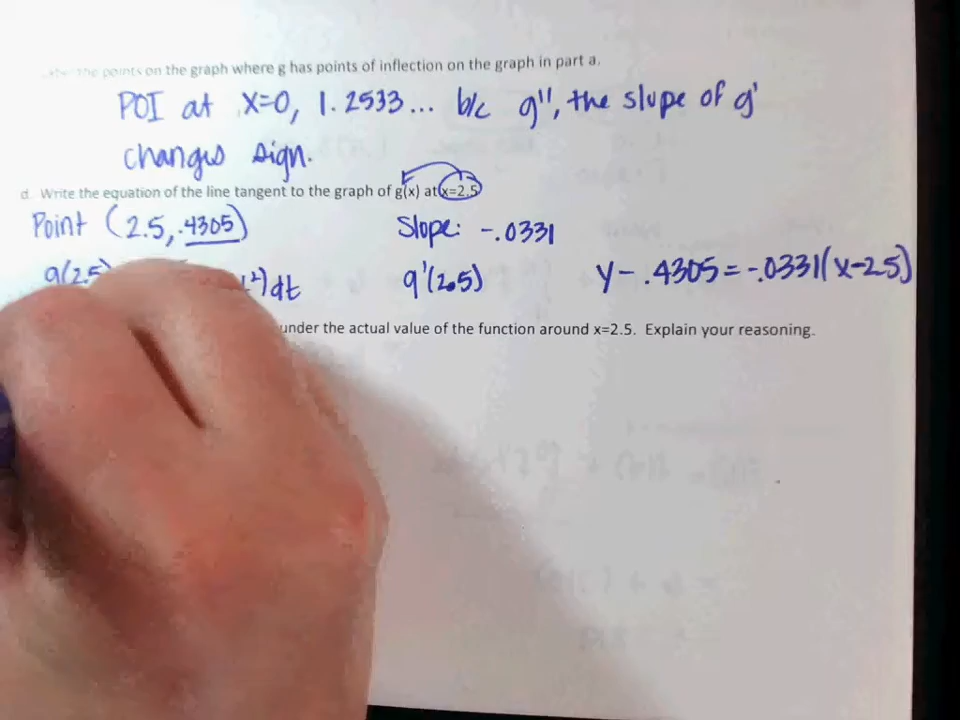 the points on the graph where g has points of inflection on the graph in part a.
POI at x=0, 1.2533... b/c g'', the slope of g'
changes sign.
d. Write the equation of the line tangent to the graph of g(x) at x=2.5
Point (2.5, .4305) Slope: -.0331
g(2.5) t²)dt g'(2.5) y - .4305 = -.0331(x-2.5)
under the actual value of the function around x=2.5. Explain your reasoning.